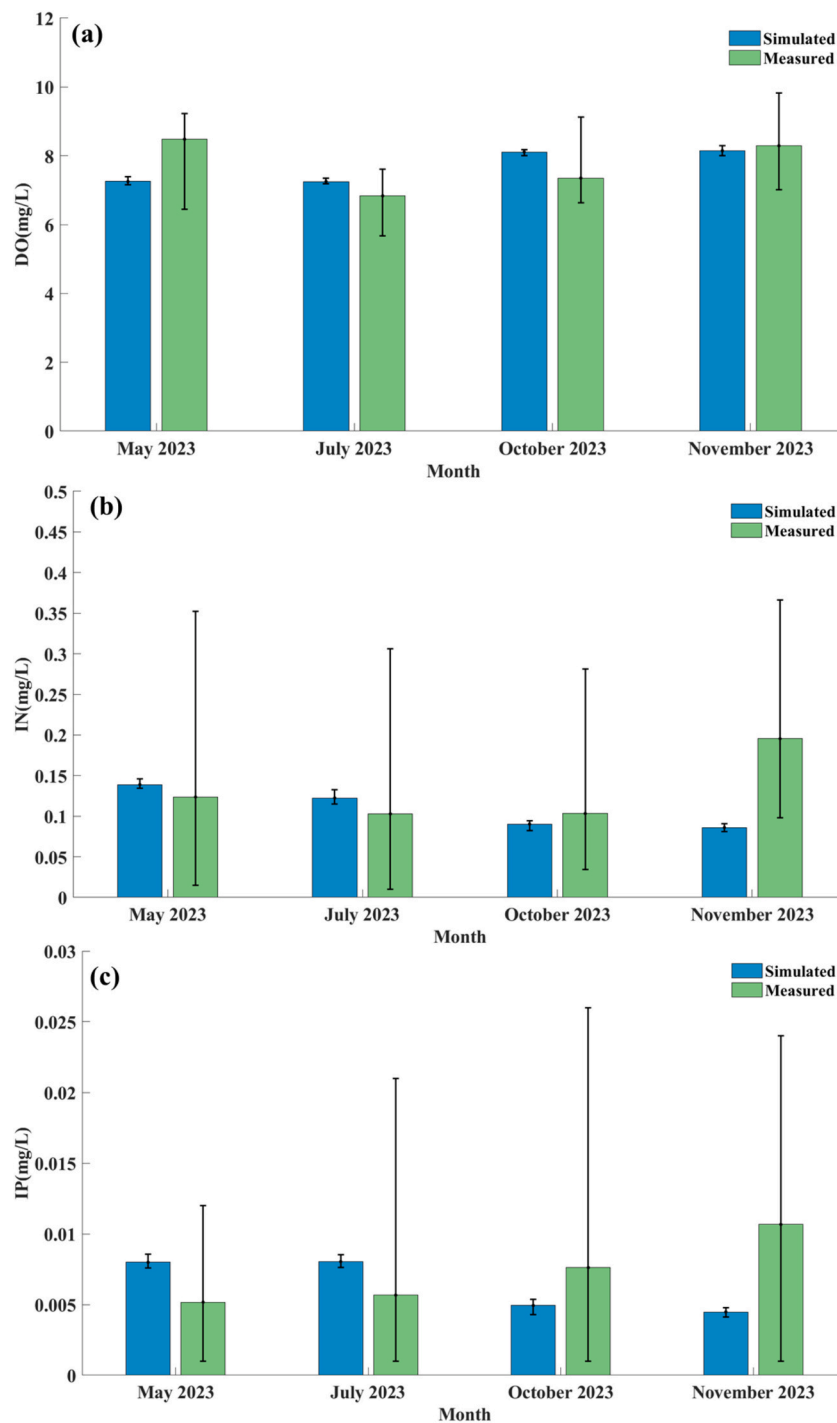 (a)
Simulated
Measured
12
10
8
6
4
2
0
DO(mg/L)
May 2023
July 2023
October 2023
November 2023
Month
(b)
Simulated
Measured
0.5
0.45
0.4
0.35
0.3
0.25
0.2
0.15
0.1
0.05
0
IN(mg/L)
May 2023
July 2023
October 2023
November 2023
Month
(c)
Simulated
Measured
0.03
0.025
0.02
0.015
0.01
0.005
0
IP(mg/L)
May 2023
July 2023
October 2023
November 2023
Month